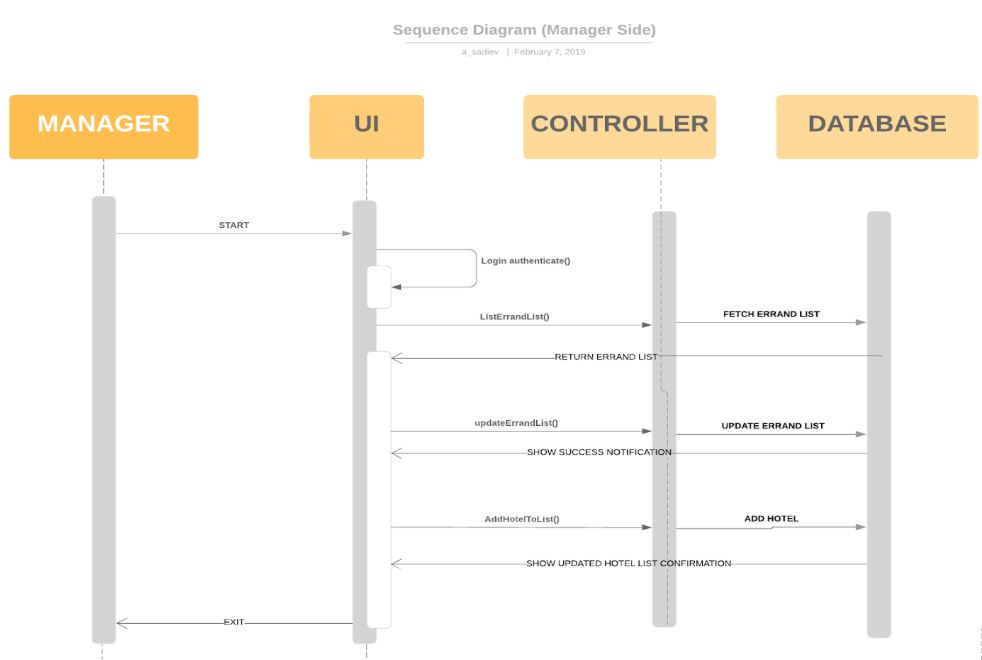 Sequence Diagram (Manager Side)
a_sadiev | February 7, 2019
MANAGER
UI
CONTROLLER
DATABASE
START
Login authenticate()
ListErrandList()
FETCH ERRAND LIST
RETURN ERRAND LIST
updateErrandList()
UPDATE ERRAND LIST
SHOW SUCCESS NOTIFICATION
AddHotelToList()
ADD HOTEL
SHOW UPDATED HOTEL LIST CONFIRMATION
EXIT